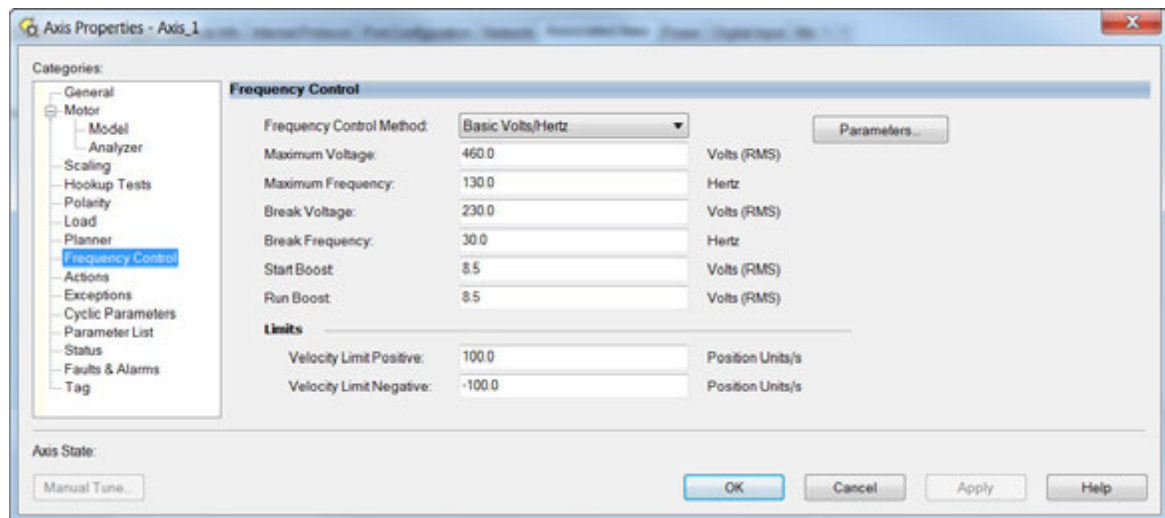 Axis Properties - Axis_1
Categories:
General
Motor
Model
Analyzer
Scaling
Hookup Tests
Polarity
Load
Planner
Frequency Control
Actions
Exceptions
Cyclic Parameters
Parameter List
Status
Faults & Alarms
Tag
Frequency Control
Frequency Control Method: Basic Volts/Hertz Parameters...
Maximum Voltage: 460.0 Volts (RMS)
Maximum Frequency: 130.0 Hertz
Break Voltage: 230.0 Volts (RMS)
Break Frequency: 30.0 Hertz
Start Boost: 8.5 Volts (RMS)
Run Boost: 8.5 Volts (RMS)
Limits
Velocity Limit Positive: 100.0 Position Units/s
Velocity Limit Negative: -100.0 Position Units/s
Axis State:
Manual Tune... OK Cancel Apply Help